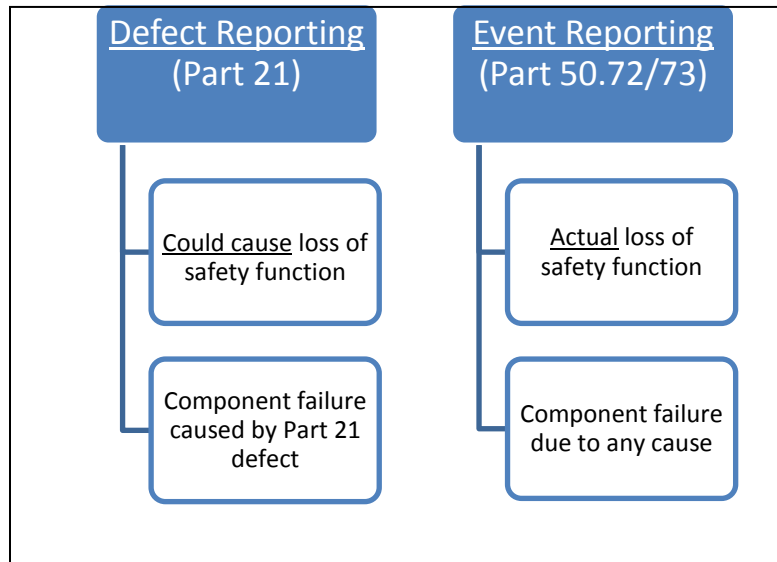 Defect Reporting
(Part 21)
Could cause loss of
safety function
Component failure
caused by Part 21
defect
Event Reporting
(Part 50.72/73)
Actual loss of
safety function
Component failure
due to any cause